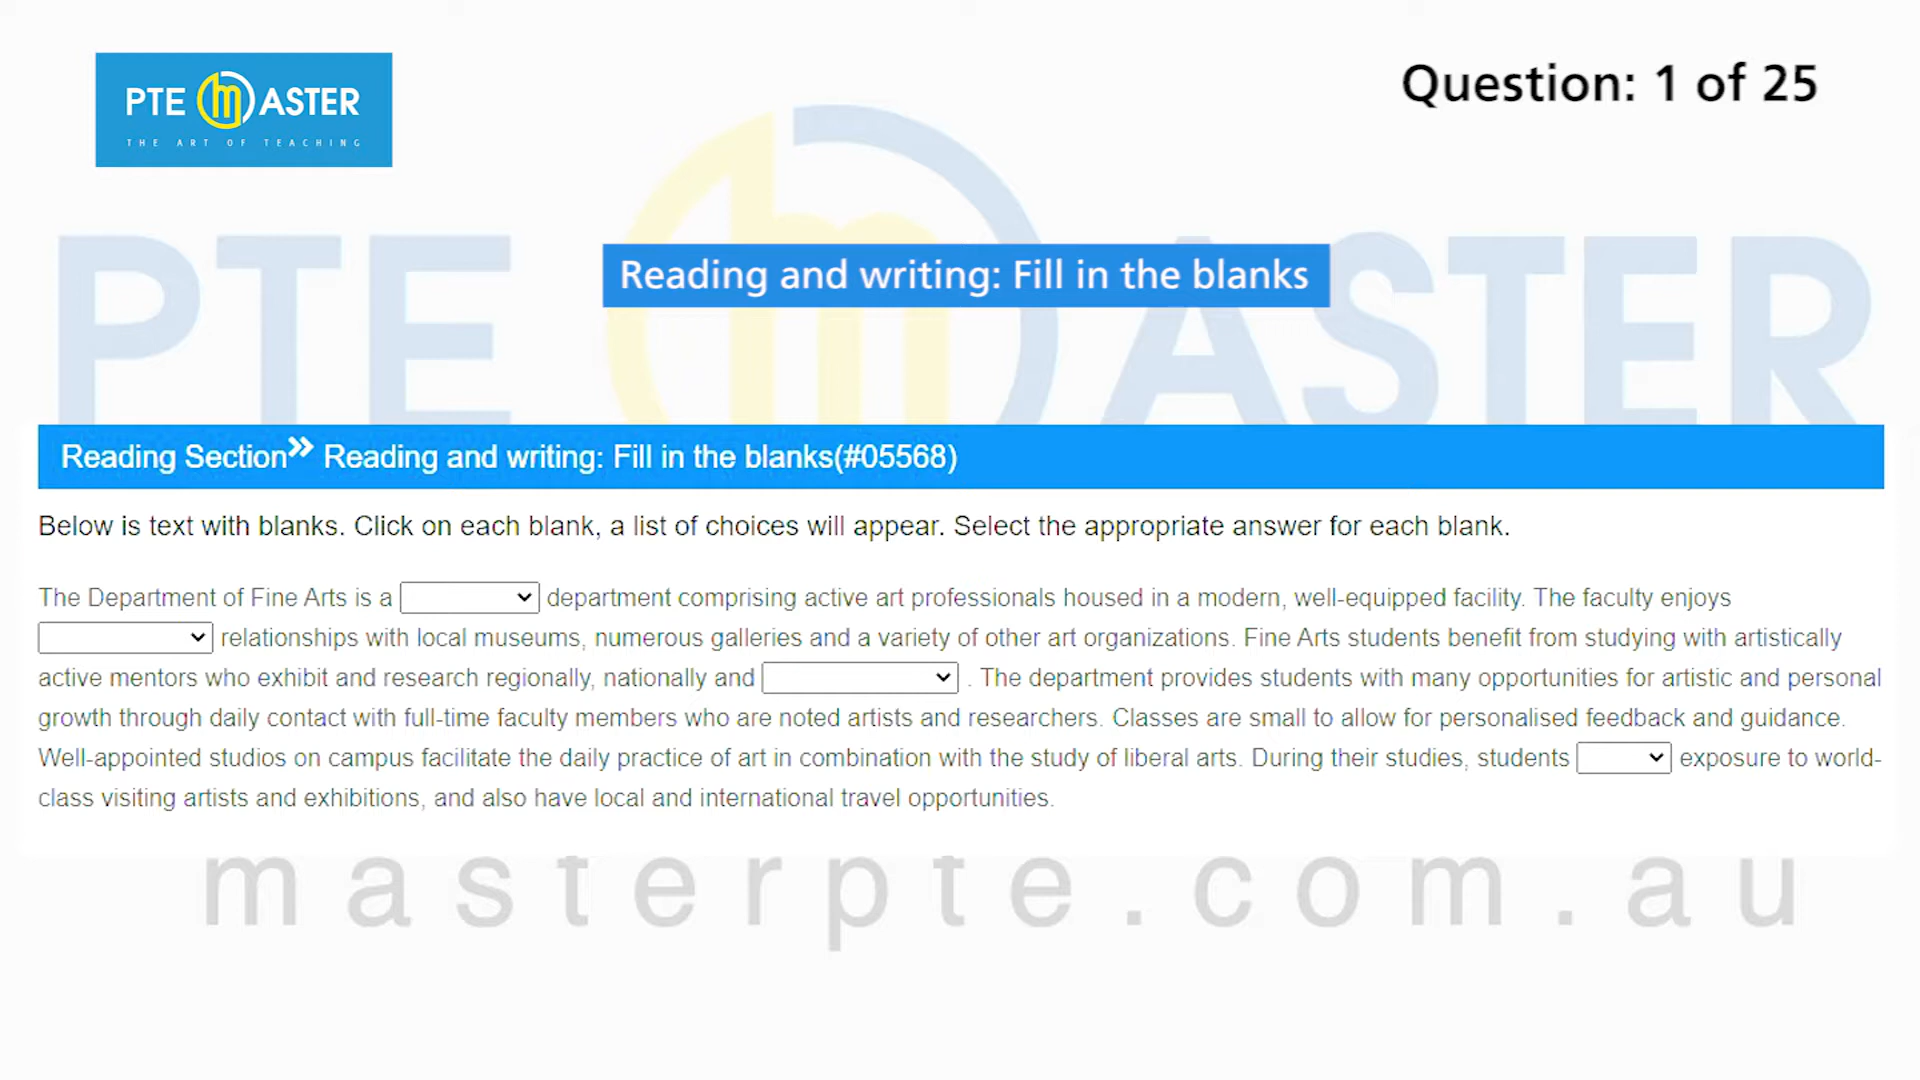 PTE MASTER
THE ART OF TEACHING
Question: 1 of 25
PTE MASTER
Reading and writing: Fill in the blanks
Reading Section» Reading and writing: Fill in the blanks(#05568)
Below is text with blanks. Click on each blank, a list of choices will appear. Select the appropriate answer for each blank.
The Department of Fine Arts is a department comprising active art professionals housed in a modern, well-equipped facility. The faculty enjoys
relationships with local museums, numerous galleries and a variety of other art organizations. Fine Arts students benefit from studying with artistically
active mentors who exhibit and research regionally, nationally and . The department provides students with many opportunities for artistic and personal
growth through daily contact with full-time faculty members who are noted artists and researchers. Classes are small to allow for personalised feedback and guidance.
Well-appointed studios on campus facilitate the daily practice of art in combination with the study of liberal arts. During their studies, students exposure to world-
class visiting artists and exhibitions, and also have local and international travel opportunities.
masterpte.com.au